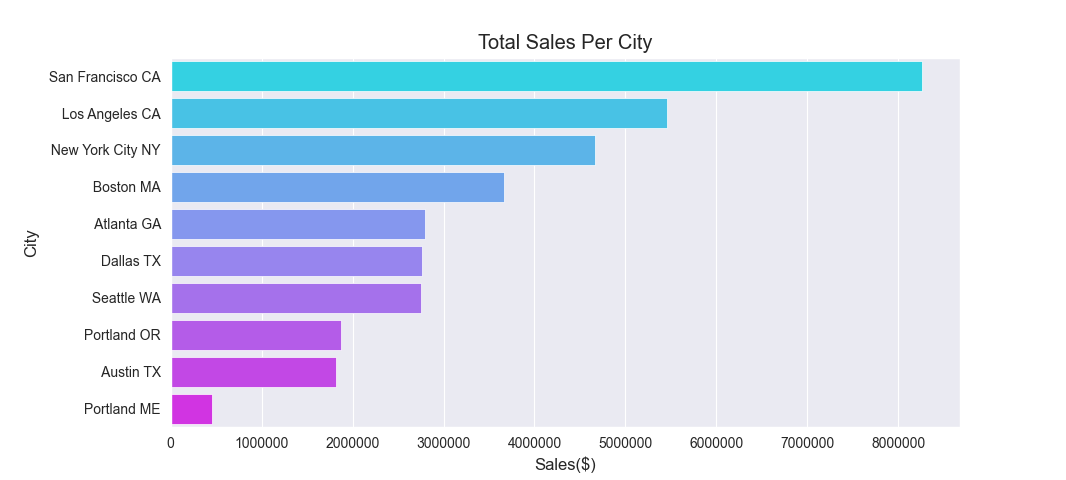 Total Sales Per City
San Francisco CA
Los Angeles CA
New York City NY
Boston MA
Atlanta GA
Dallas TX
Seattle WA
Portland OR
Austin TX
Portland ME
City
0 1000000 2000000 3000000 4000000 5000000 6000000 7000000 8000000
Sales($)